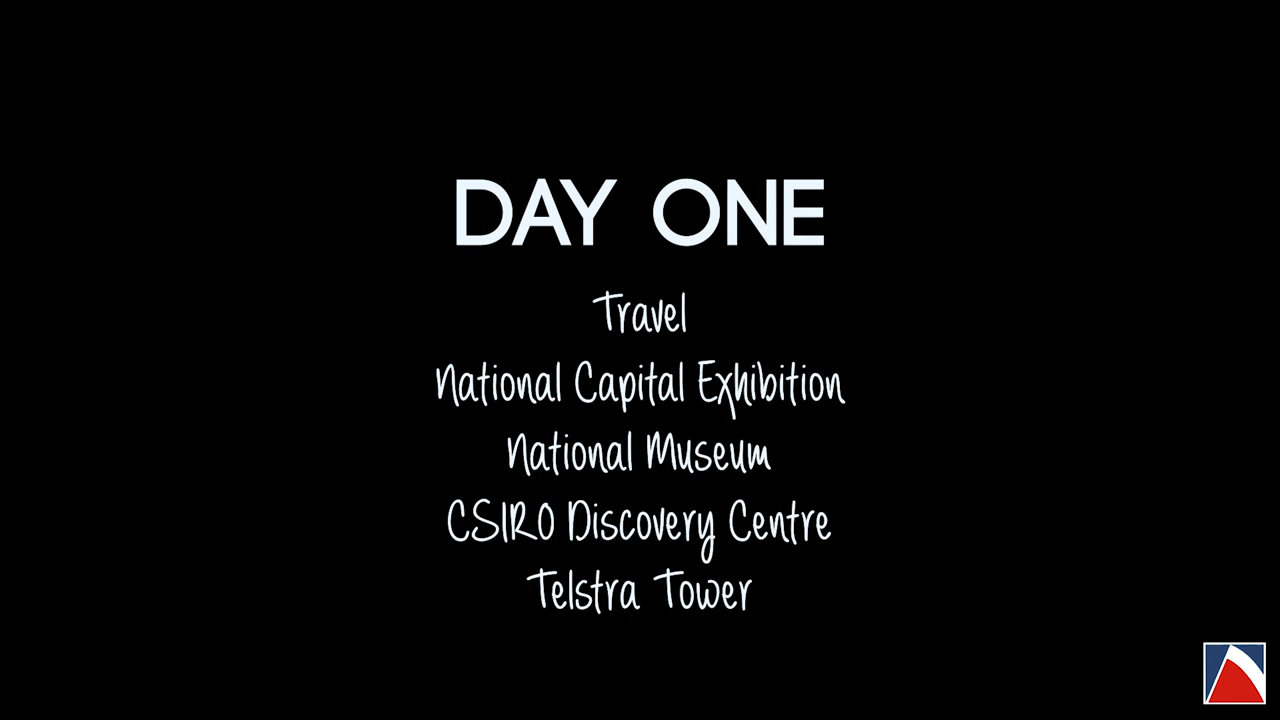 DAY ONE
Travel
National Capital Exhibition
National Museum
CSIRO Discovery Centre
Telstra Tower